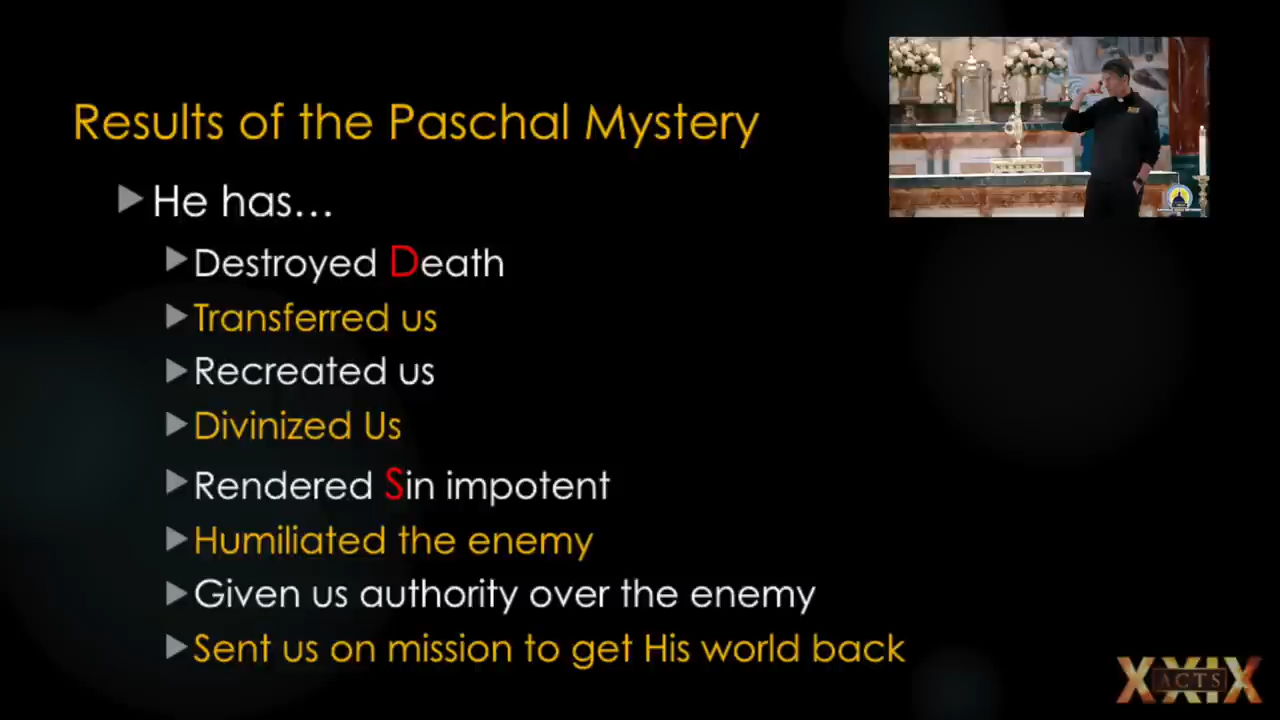 Results of the Paschal Mystery
He has...
Destroyed Death
Transferred us
Recreated us
Divinized Us
Rendered Sin impotent
Humiliated the enemy
Given us authority over the enemy
Sent us on mission to get His world back
XXIX
ACTS